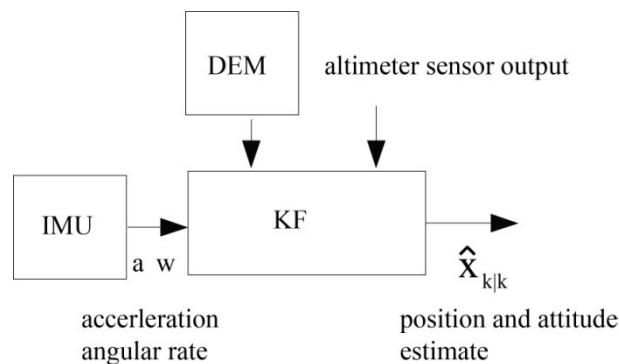 DEM
altimeter sensor output
IMU
KF
a w
x̂ k|k
accerleration
angular rate
position and attitude
estimate